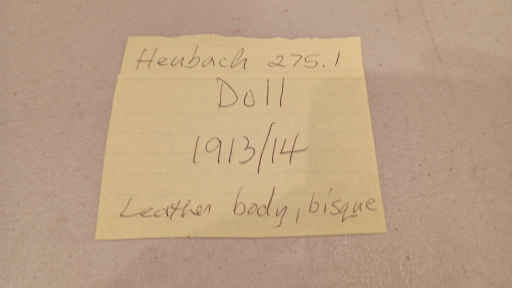 Heubach 275.1
Doll
1913/14
Leather body, bisque